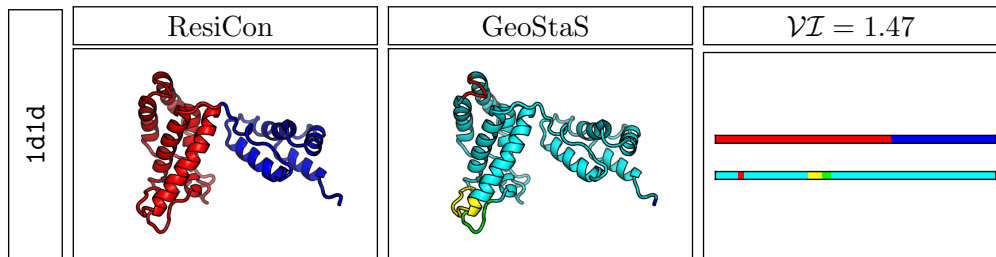 ResiCon
GeoStaS
𝒱ℐ = 1.47
1d1d